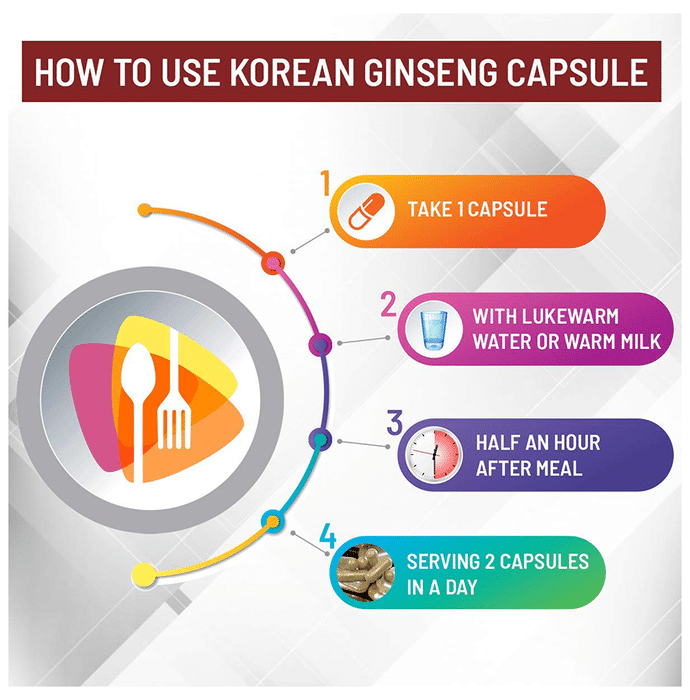 HOW TO USE KOREAN GINSENG CAPSULE
1
TAKE 1 CAPSULE
2
WITH LUKEWARM
WATER OR WARM MILK
3
HALF AN HOUR
AFTER MEAL
4
SERVING 2 CAPSULES
IN A DAY